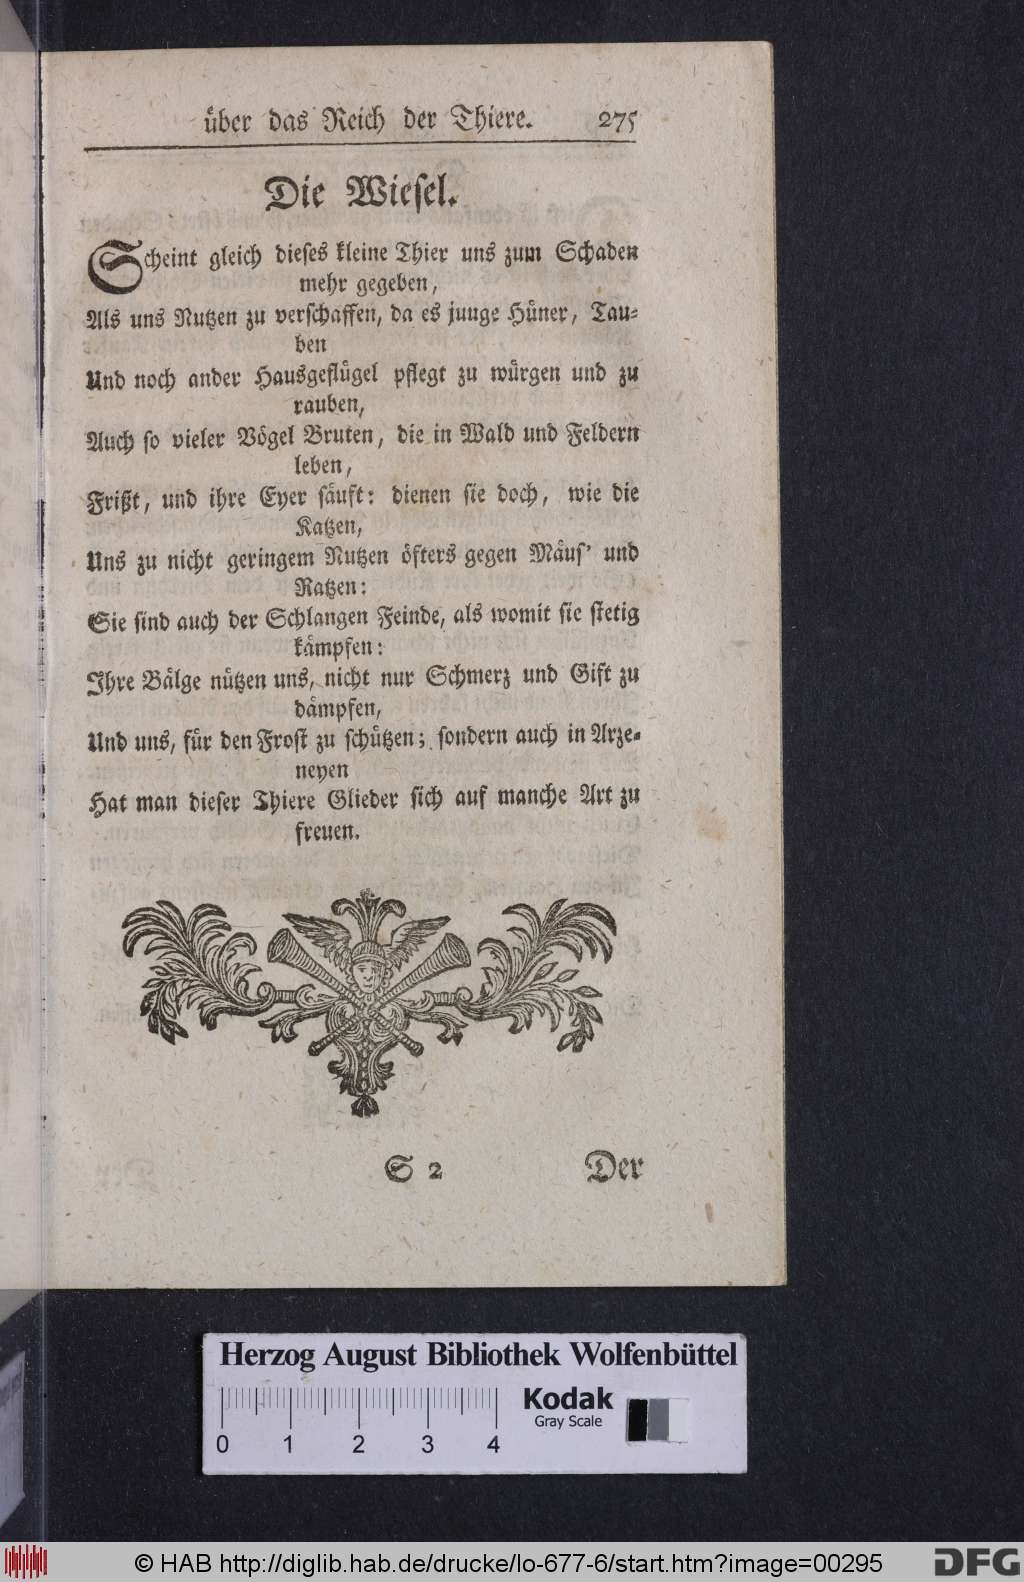 über das Reich der Thiere. 275
Die Wiesel.
Scheint gleich dieses kleine Thier uns zum Schaden
mehr gegeben,
Als uns Nutzen zu verschaffen, da es junge Hüner, Tau-
ben
Und noch ander Hausgeflügel pflegt zu würgen und zu
rauben,
Auch so vieler Vögel Bruten, die in Wald und Feldern
leben,
Frißt, und ihre Eyer säuft: dienen sie doch, wie die
Katzen,
Uns zu nicht geringem Nutzen öfters gegen Mäus' und
Ratzen:
Sie sind auch der Schlangen Feinde, als womit sie stetig
kämpfen:
Ihre Bälge nützen uns, nicht nur Schmerz und Gift zu
dämpfen,
Und uns, für den Frost zu schützen; sondern auch in Arze-
neyen
Hat man dieser Thiere Glieder sich auf manche Art zu
freuen.
S 2 Der
Herzog August Bibliothek Wolfenbüttel
Kodak
Gray Scale
0 1 2 3 4
© HAB http://diglib.hab.de/drucke/lo-677-6/start.htm?image=00295
DFG